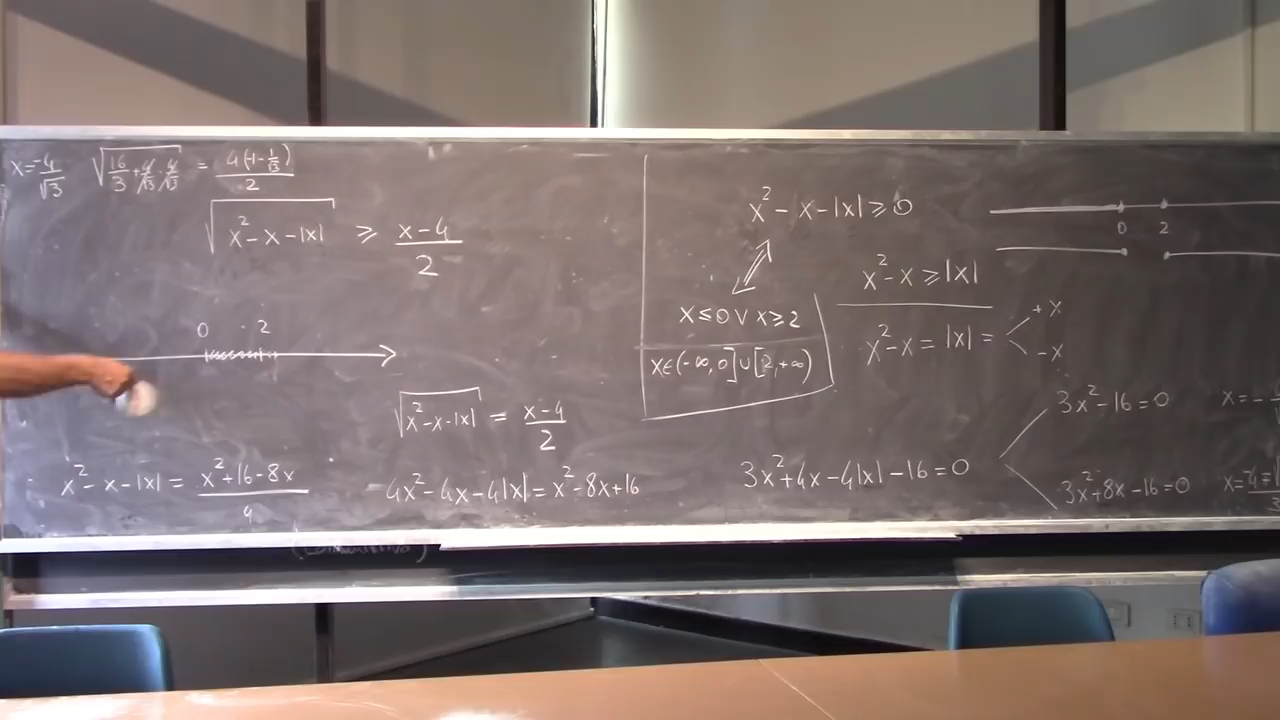 x = -4/√3   √(16/3 + 4/√3 - 4/√3) = 4(-1-1/√3)/2
√(x² - x - |x|) ≥ (x-4)/2
0 2
√(x²-x-|x|) = (x-4)/2
x² - x - |x| = (x²+16-8x)/4
4x²-4x-4|x| = x²-8x+16
x² - x - |x| ≥ 0
x ≤ 0 ∨ x ≥ 2
x∈(-∞,0]∪[2,+∞)
x² - x ≥ |x|
x² - x = |x| =
+x
-x
0 2
3x²+4x-4|x|-16=0
3x²-16=0   x=-
3x²+8x-16=0   x=